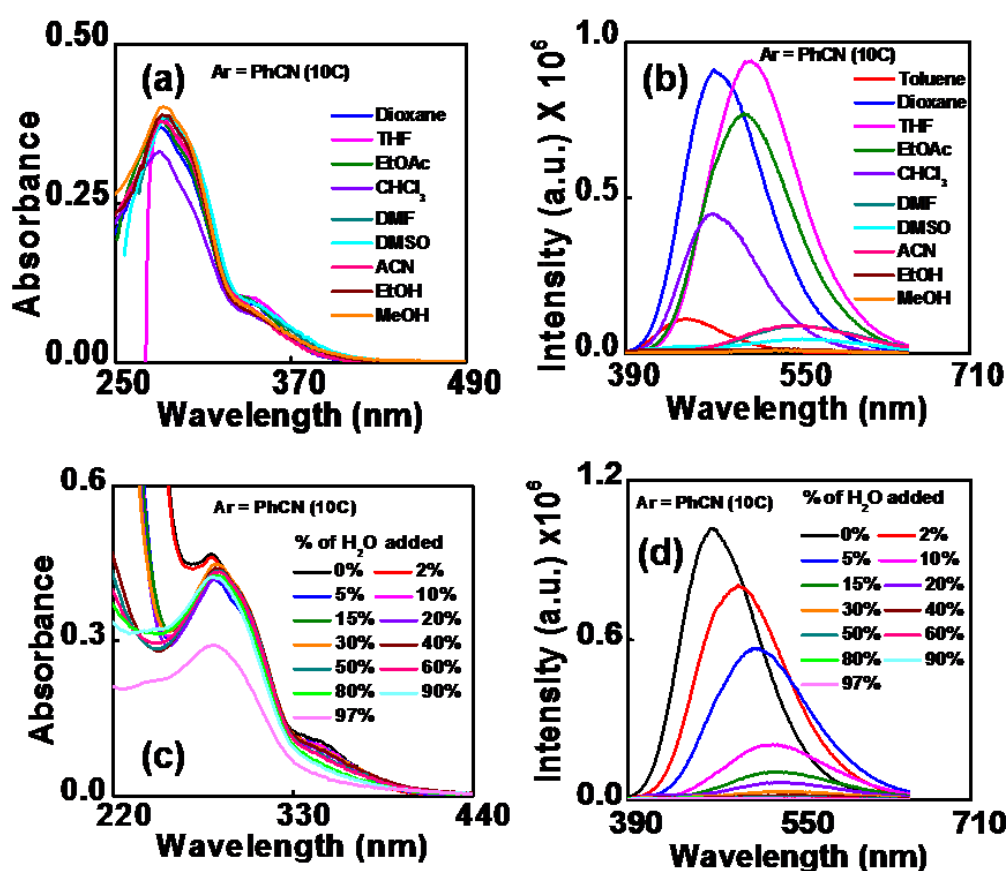 0.50
(a)
Ar = PhCN (10C)
Dioxane
THF
EtOAc
CHCl₃
DMF
DMSO
ACN
EtOH
MeOH
Absorbance
0.25
0.00
250 370 490
Wavelength (nm)
1.0
Ar = PhCN (10C)
(b)
Toluene
Dioxane
THF
EtOAc
CHCl₃
DMF
DMSO
ACN
EtOH
MeOH
Intensity (a.u.) X 10⁶
0.5
0.0
390 550 710
Wavelength (nm)
0.6
Ar = PhCN (10C)
% of H₂O added
0% 2%
5% 10%
15% 20%
30% 40%
50% 60%
80% 90%
97%
Absorbance
0.3
(c)
0.0
220 330 440
Wavelength (nm)
1.2
Ar = PhCN (10C)
% of H₂O added
(d)
0% 2%
5% 10%
15% 20%
30% 40%
50% 60%
80% 90%
97%
Intensity (a.u.) x10⁶
0.6
0.0
390 550 710
Wavelength (nm)